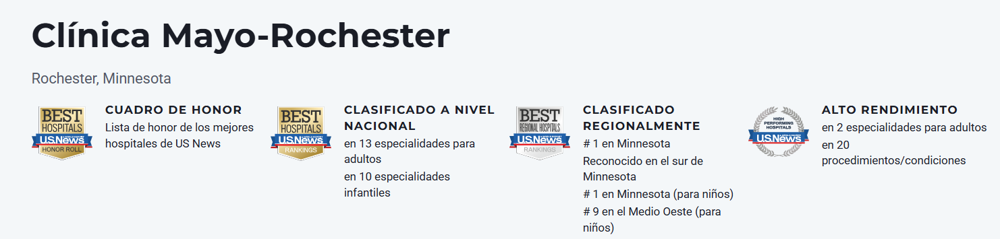 Clínica Mayo-Rochester
Rochester, Minnesota
BEST
HOSPITALS
U.S.News
HONOR ROLL
CUADRO DE HONOR
Lista de honor de los mejores
hospitales de US News
BEST
HOSPITALS
U.S.News
RANKINGS
CLASIFICADO A NIVEL
NACIONAL
en 13 especialidades para
adultos
en 10 especialidades
infantiles
BEST
REGIONAL HOSPITALS
U.S.News
RANKINGS
CLASIFICADO
REGIONALMENTE
# 1 en Minnesota
Reconocido en el sur de
Minnesota
# 1 en Minnesota (para niños)
# 9 en el Medio Oeste (para
niños)
HIGH
PERFORMING
HOSPITALS
U.S.News
ALTO RENDIMIENTO
en 2 especialidades para adultos
en 20
procedimientos/condiciones